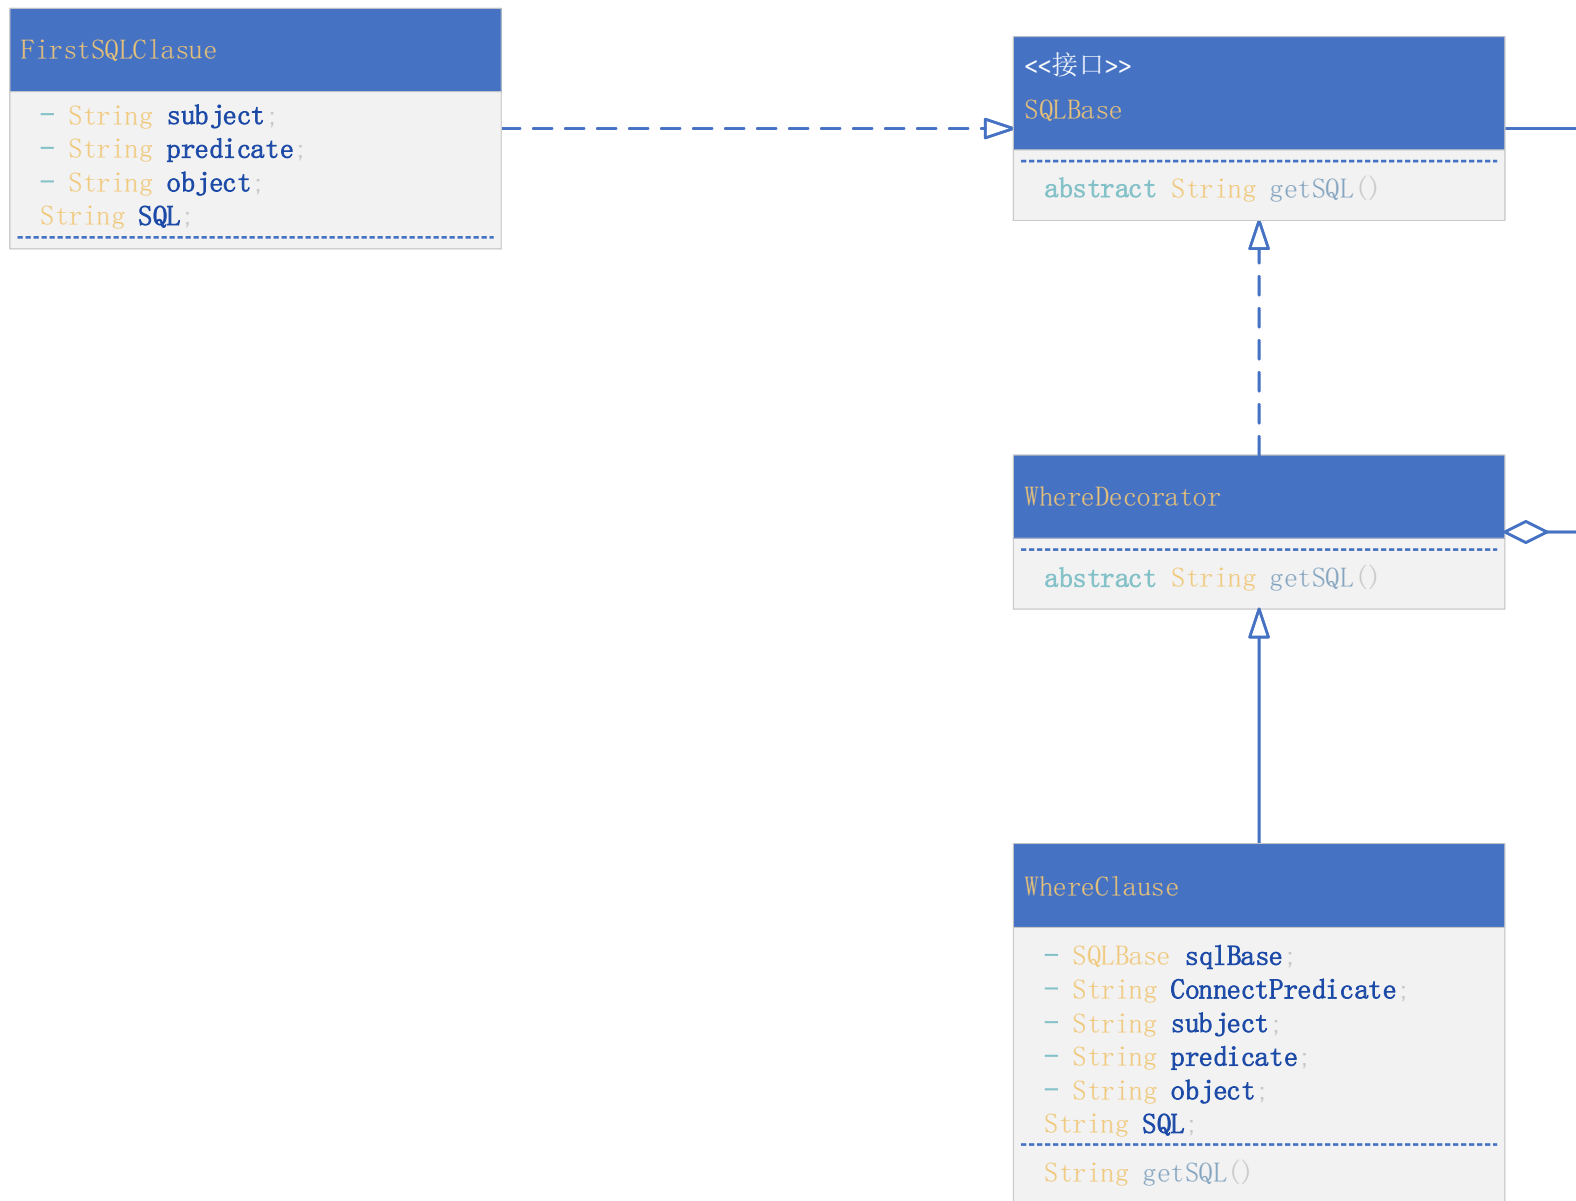 FirstSQLClasue
- String subject;
- String predicate;
- String object;
String SQL;
<<接口>>
SQLBase
abstract String getSQL()
WhereDecorator
abstract String getSQL()
WhereClause
- SQLBase sqlBase;
- String ConnectPredicate;
- String subject;
- String predicate;
- String object;
String SQL;
String getSQL()